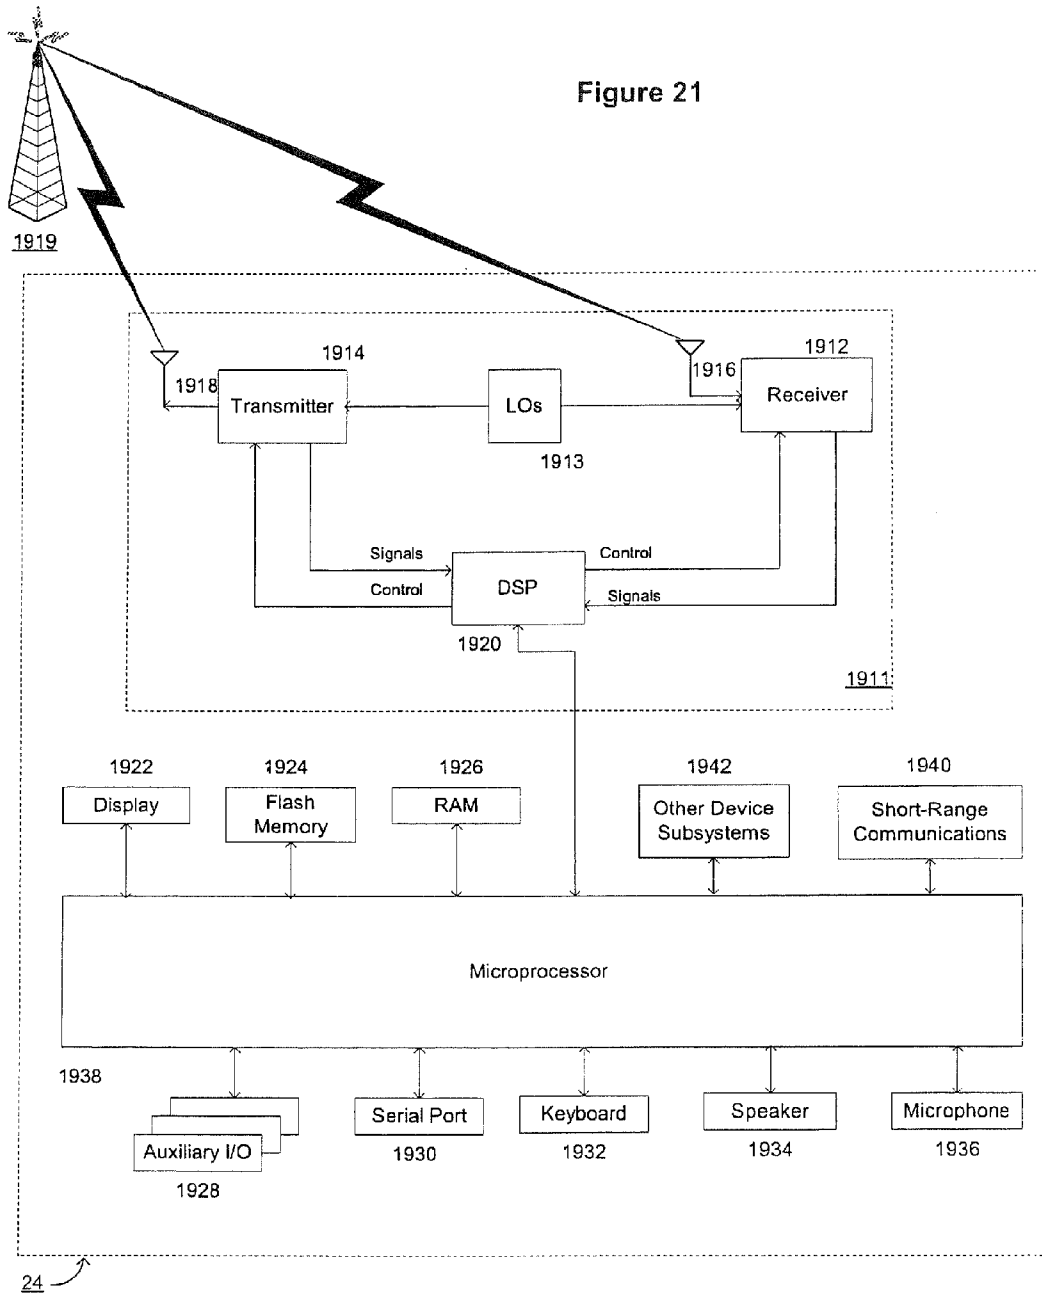 Figure 21
1919
1914
1912
1918
1916
Transmitter
LOs
Receiver
1913
Signals
Control
Control
DSP
Signals
1920
1911
1922
1924
1926
1942
1940
Display
Flash
Memory
RAM
Other Device
Subsystems
Short-Range
Communications
Microprocessor
1938
Auxiliary I/O
Serial Port
Keyboard
Speaker
Microphone
1928
1930
1932
1934
1936
24